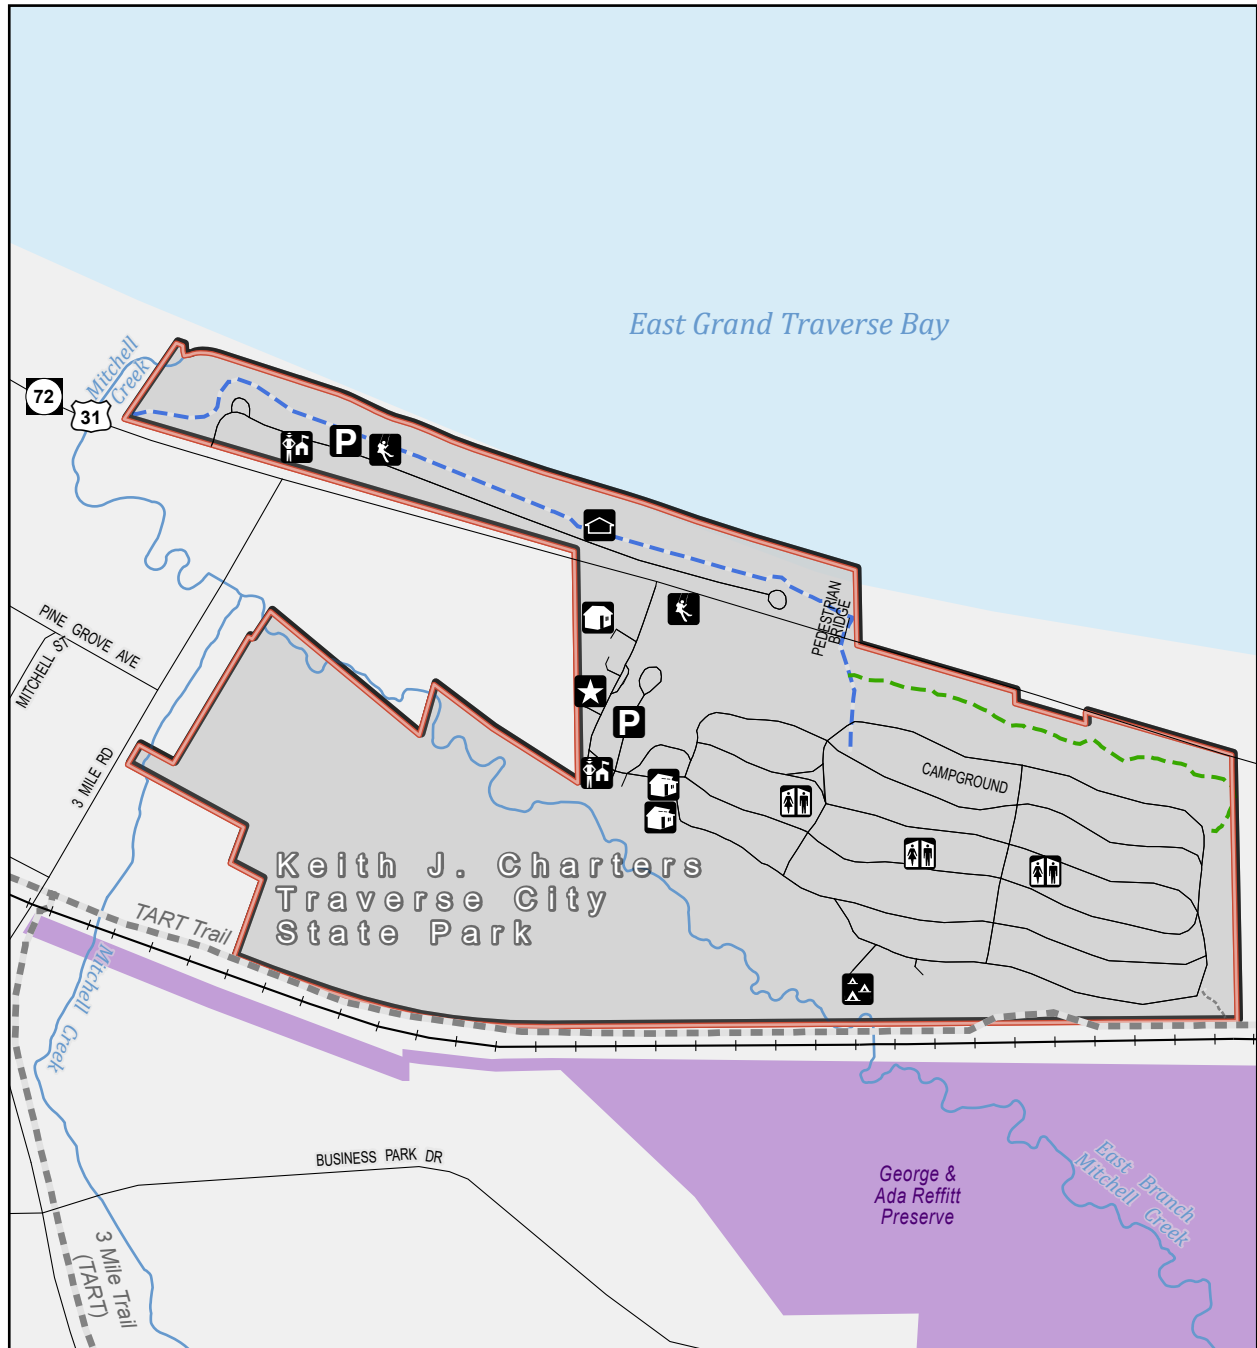 East Grand Traverse Bay
Mitchell
Creek
72
31
P
PEDESTRIAN
BRIDGE
PINE GROVE AVE
MITCHELL ST
3 MILE RD
P
CAMPGROUND
Keith J. Charters
Traverse City
State Park
TART Trail
Mitchell Creek
BUSINESS PARK DR
George &
Ada Reffitt
Preserve
East Branch
Mitchell Creek
3 Mile Trail
(TART)